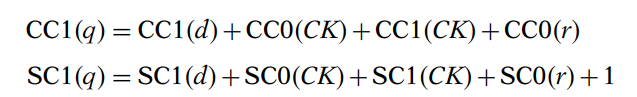 CC1(q) = CC1(d) + CC0(CK) + CC1(CK) + CC0(r)
SC1(q) = SC1(d) + SC0(CK) + SC1(CK) + SC0(r) + 1